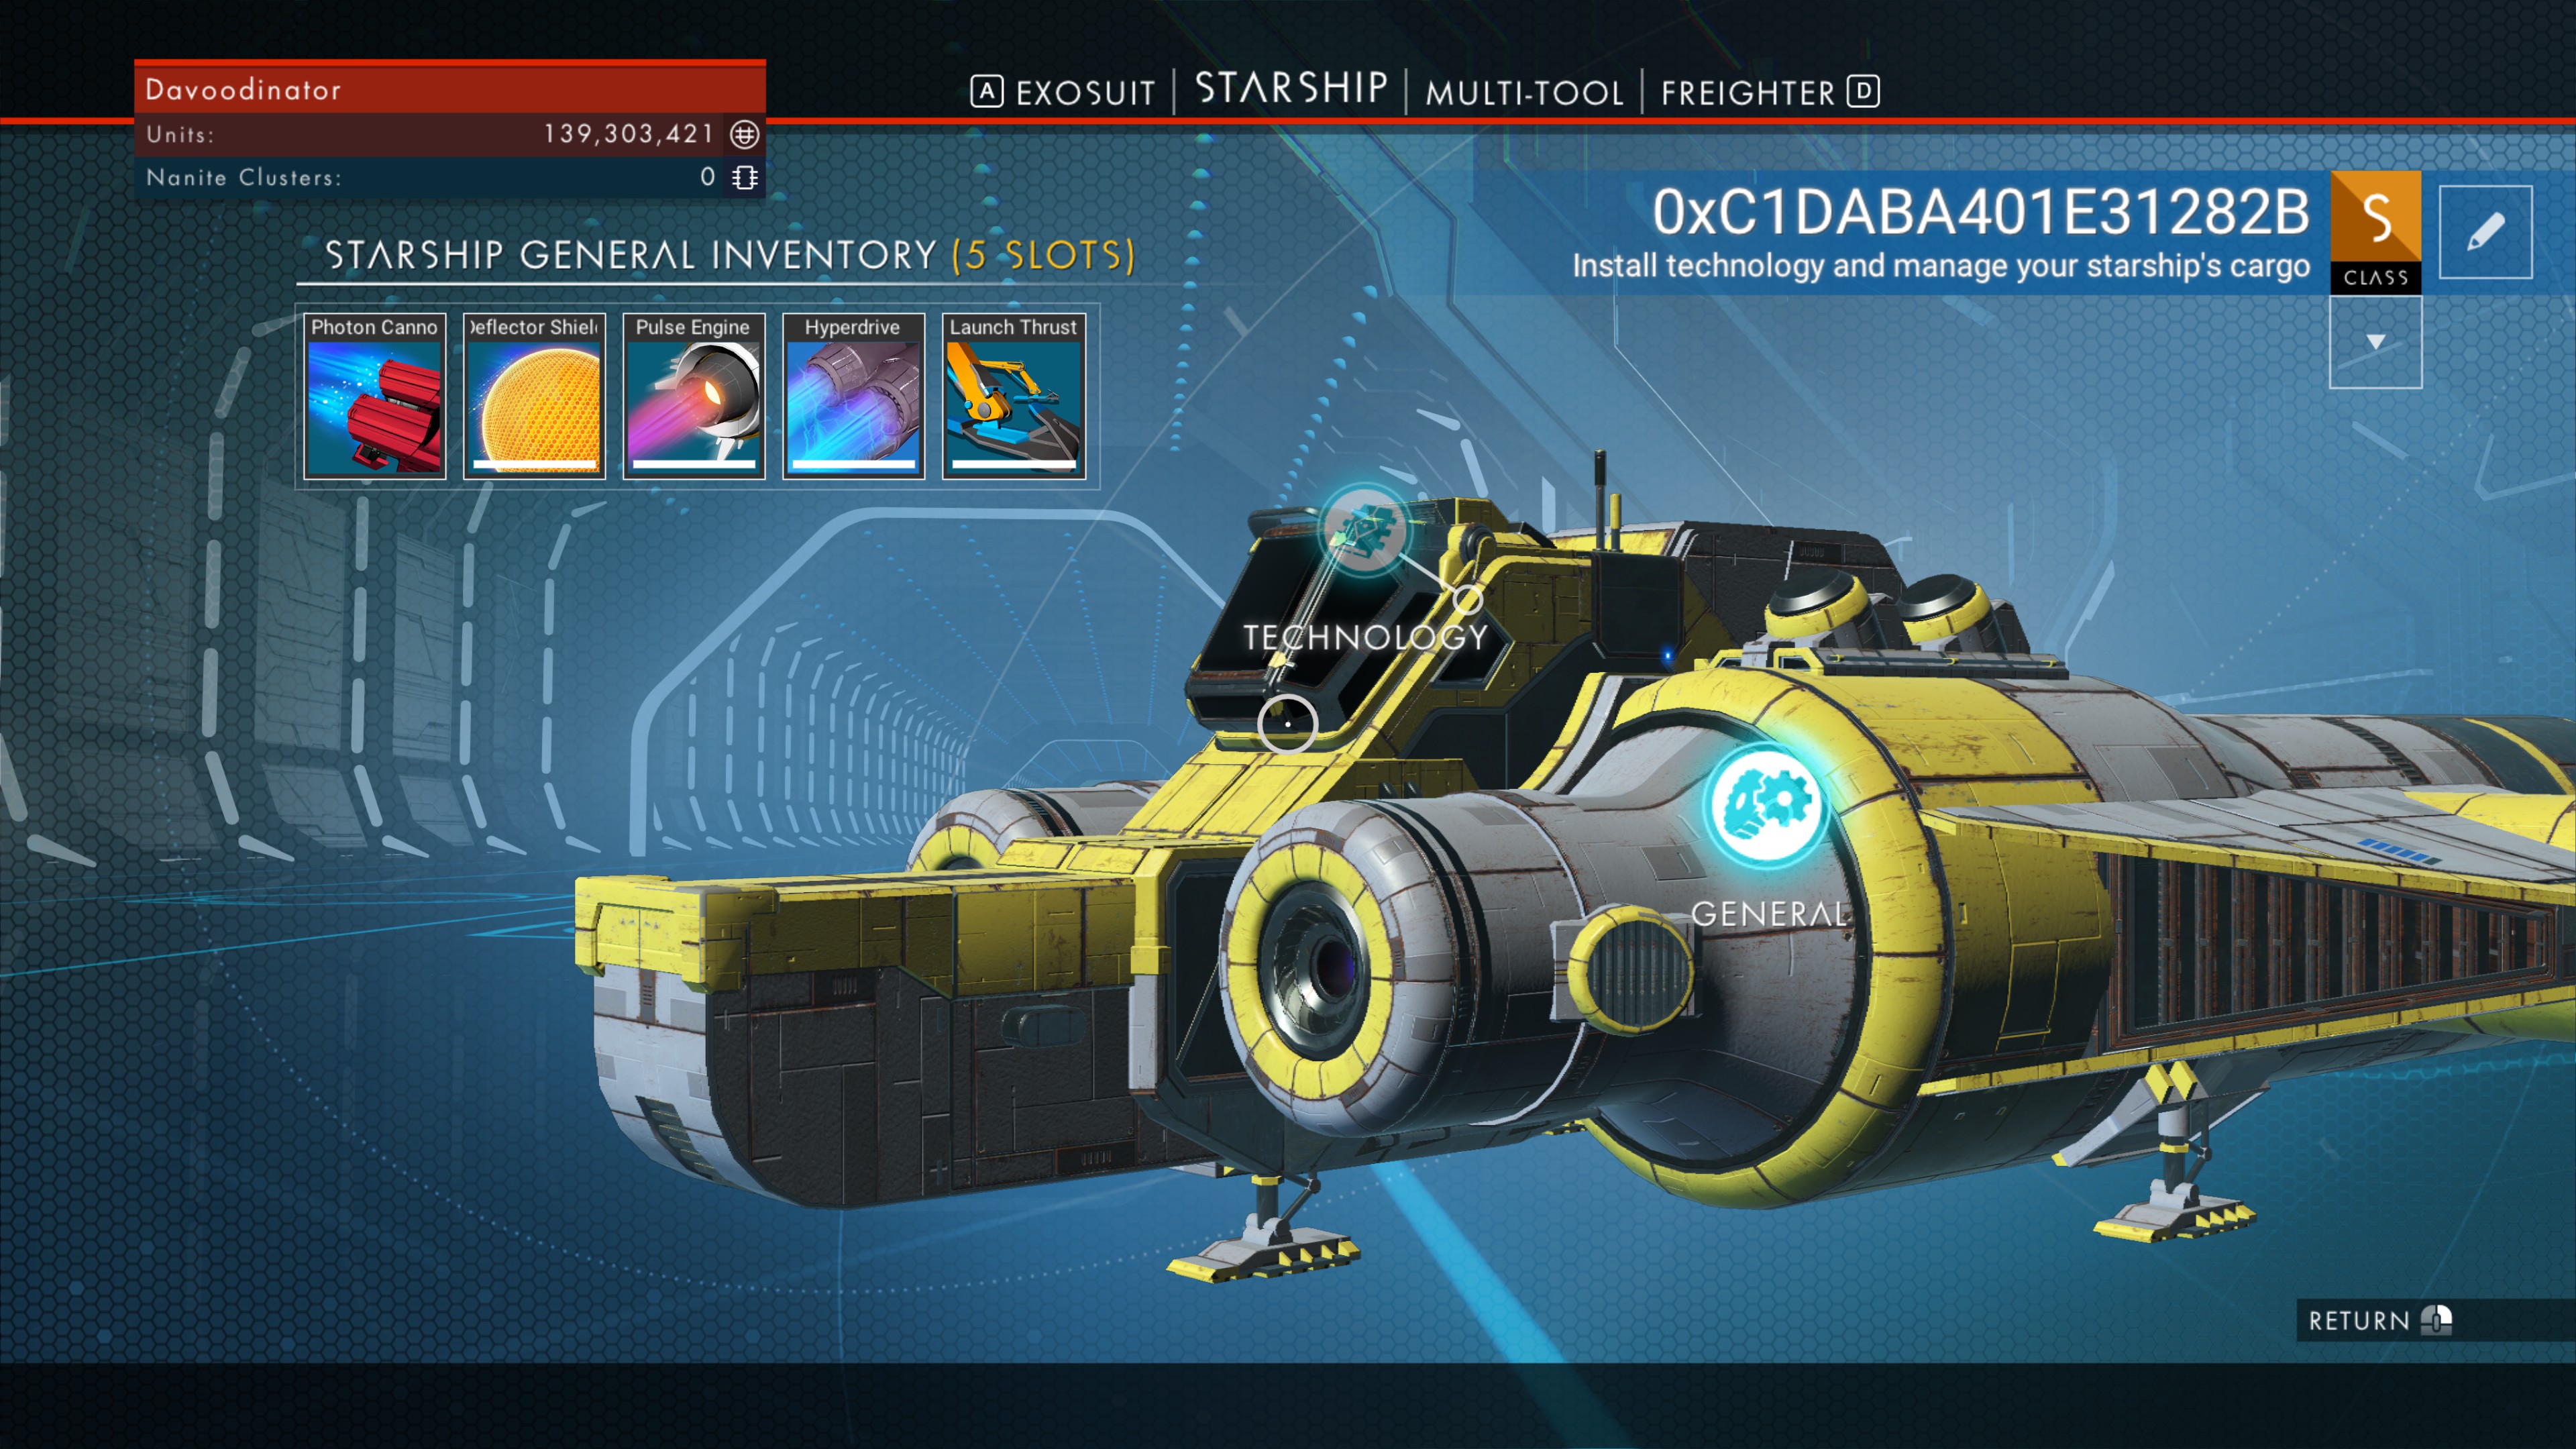 Davoodinator
Units: 139,303,421
Nanite Clusters: 0
A EXOSUIT STARSHIP MULTI-TOOL FREIGHTER D
0xC1DABA401E31282B
Install technology and manage your starship's cargo
S
CLASS
STARSHIP GENERAL INVENTORY (5 SLOTS)
Photon Canno
Deflector Shiel
Pulse Engine
Hyperdrive
Launch Thrust
TECHNOLOGY
GENERAL
RETURN